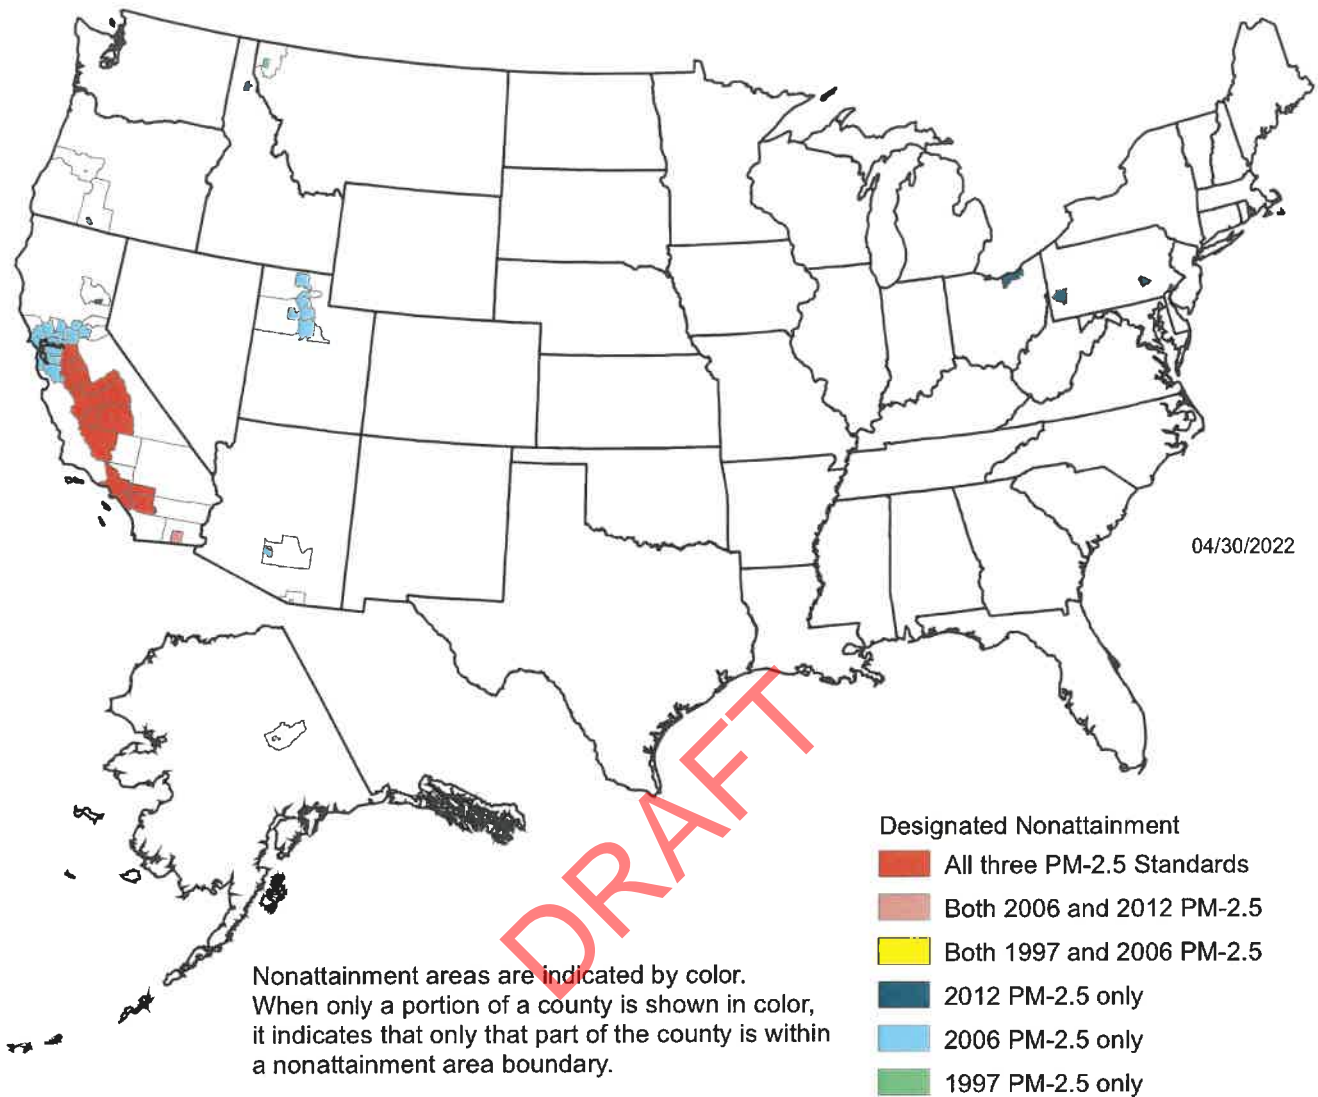 04/30/2022
DRAFT
Designated Nonattainment
All three PM-2.5 Standards
Both 2006 and 2012 PM-2.5
Both 1997 and 2006 PM-2.5
2012 PM-2.5 only
2006 PM-2.5 only
1997 PM-2.5 only
Nonattainment areas are indicated by color.
When only a portion of a county is shown in color,
it indicates that only that part of the county is within
a nonattainment area boundary.